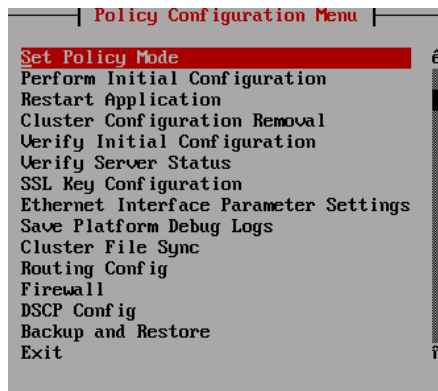 Policy Configuration Menu
Set Policy Mode
Perform Initial Configuration
Restart Application
Cluster Configuration Removal
Verify Initial Configuration
Verify Server Status
SSL Key Configuration
Ethernet Interface Parameter Settings
Save Platform Debug Logs
Cluster File Sync
Routing Config
Firewall
DSCP Config
Backup and Restore
Exit